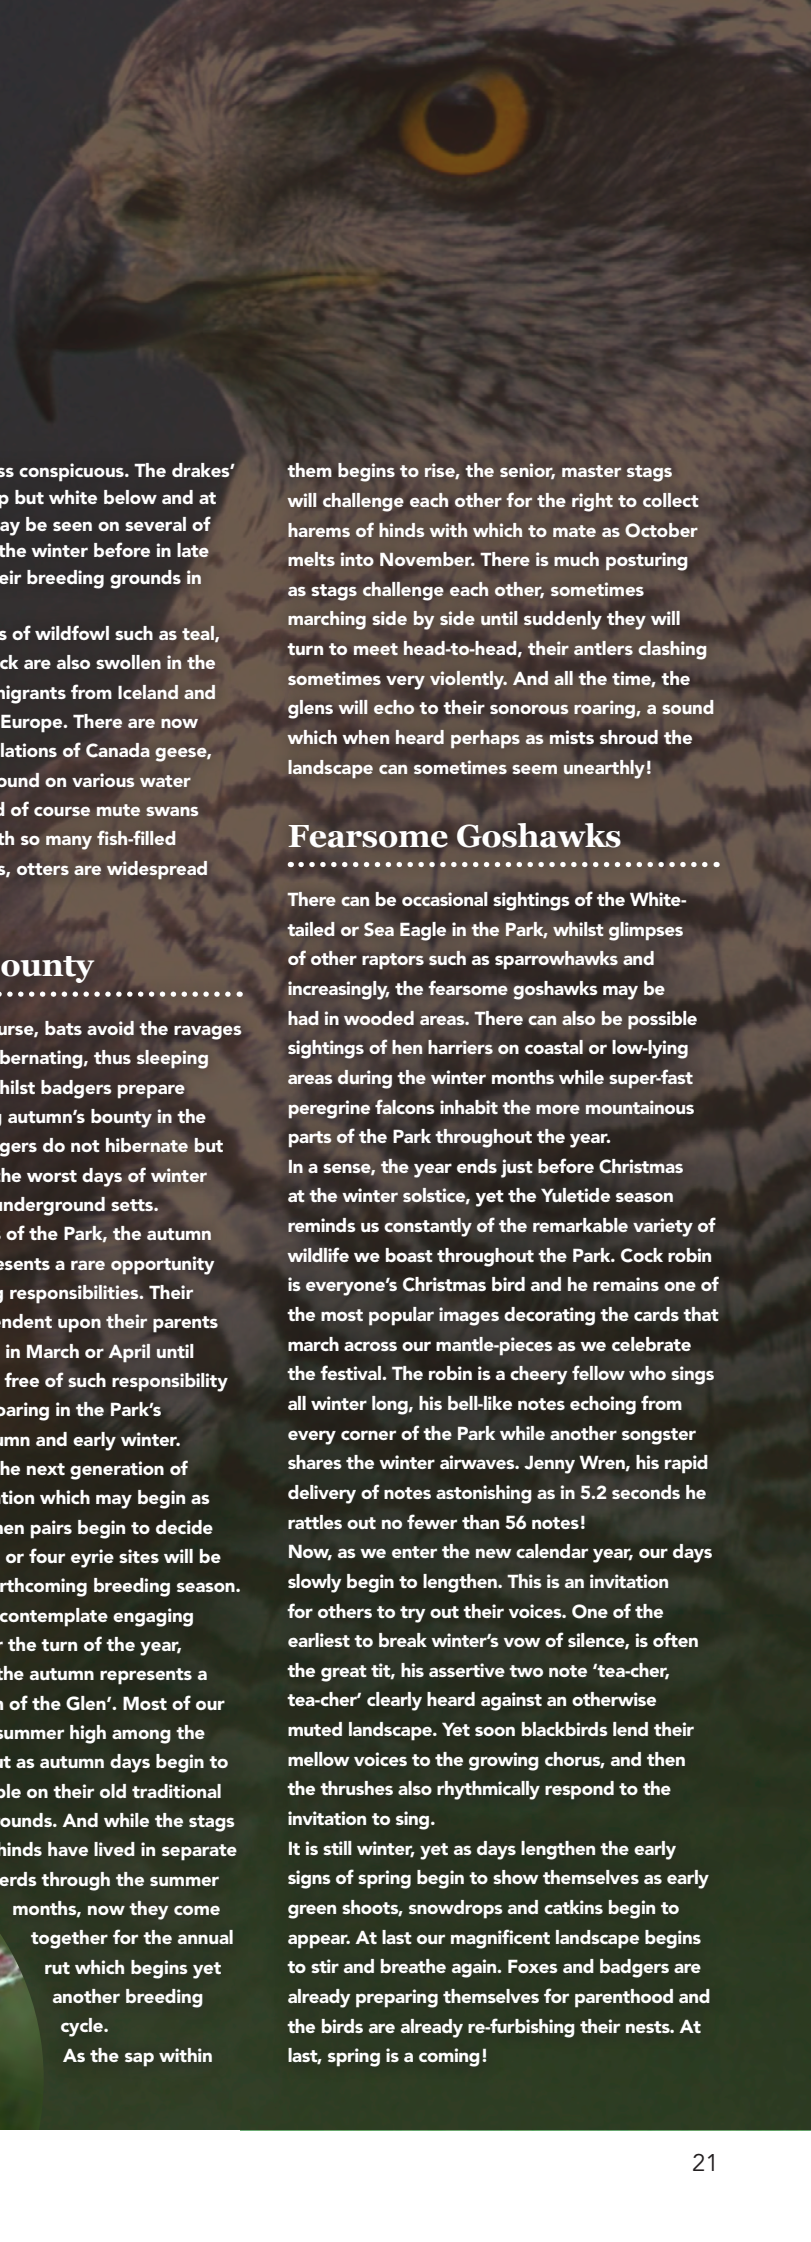 ss conspicuous. The drakes’
p but white below and at
ay be seen on several of
the winter before in late
eir breeding grounds in
s of wildfowl such as teal,
ck are also swollen in the
nigrants from Iceland and
Europe. There are now
lations of Canada geese,
ound on various water
d of course mute swans
th so many fish-filled
s, otters are widespread
ounty
urse, bats avoid the ravages
bernating, thus sleeping
hilst badgers prepare
g autumn’s bounty in the
gers do not hibernate but
the worst days of winter
underground setts.
s of the Park, the autumn
esents a rare opportunity
g responsibilities. Their
endent upon their parents
in March or April until
free of such responsibility
oaring in the Park’s
umn and early winter.
he next generation of
tion which may begin as
hen pairs begin to decide
or four eyrie sites will be
rthcoming breeding season.
contemplate engaging
r the turn of the year,
the autumn represents a
h of the Glen’. Most of our
summer high among the
ut as autumn days begin to
ble on their old traditional
rounds. And while the stags
hinds have lived in separate
erds through the summer
months, now they come
together for the annual
rut which begins yet
another breeding
cycle.
As the sap within
them begins to rise, the senior, master stags
will challenge each other for the right to collect
harems of hinds with which to mate as October
melts into November. There is much posturing
as stags challenge each other, sometimes
marching side by side until suddenly they will
turn to meet head-to-head, their antlers clashing
sometimes very violently. And all the time, the
glens will echo to their sonorous roaring, a sound
which when heard perhaps as mists shroud the
landscape can sometimes seem unearthly!
Fearsome Goshawks
There can be occasional sightings of the White-
tailed or Sea Eagle in the Park, whilst glimpses
of other raptors such as sparrowhawks and
increasingly, the fearsome goshawks may be
had in wooded areas. There can also be possible
sightings of hen harriers on coastal or low-lying
areas during the winter months while super-fast
peregrine falcons inhabit the more mountainous
parts of the Park throughout the year.
In a sense, the year ends just before Christmas
at the winter solstice, yet the Yuletide season
reminds us constantly of the remarkable variety of
wildlife we boast throughout the Park. Cock robin
is everyone’s Christmas bird and he remains one of
the most popular images decorating the cards that
march across our mantle-pieces as we celebrate
the festival. The robin is a cheery fellow who sings
all winter long, his bell-like notes echoing from
every corner of the Park while another songster
shares the winter airwaves. Jenny Wren, his rapid
delivery of notes astonishing as in 5.2 seconds he
rattles out no fewer than 56 notes!
Now, as we enter the new calendar year, our days
slowly begin to lengthen. This is an invitation
for others to try out their voices. One of the
earliest to break winter’s vow of silence, is often
the great tit, his assertive two note ‘tea-cher,
tea-cher’ clearly heard against an otherwise
muted landscape. Yet soon blackbirds lend their
mellow voices to the growing chorus, and then
the thrushes also rhythmically respond to the
invitation to sing.
It is still winter, yet as days lengthen the early
signs of spring begin to show themselves as early
green shoots, snowdrops and catkins begin to
appear. At last our magnificent landscape begins
to stir and breathe again. Foxes and badgers are
already preparing themselves for parenthood and
the birds are already re-furbishing their nests. At
last, spring is a coming!
21